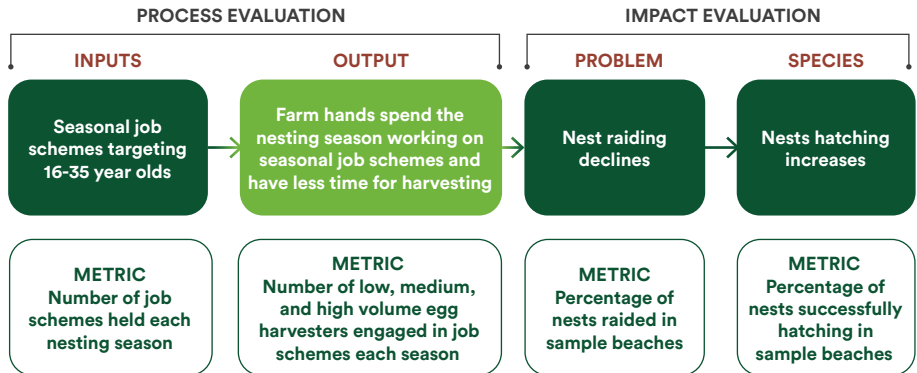 PROCESS EVALUATION
IMPACT EVALUATION
INPUTS
OUTPUT
PROBLEM
SPECIES
Seasonal job
schemes targeting
16-35 year olds
Farm hands spend the
nesting season working on
seasonal job schemes and
have less time for harvesting
Nest raiding
declines
Nests hatching
increases
METRIC
Number of job
schemes held each
nesting season
METRIC
Number of low, medium,
and high volume egg
harvesters engaged in job
schemes each season
METRIC
Percentage of
nests raided in
sample beaches
METRIC
Percentage of
nests successfully
hatching in
sample beaches